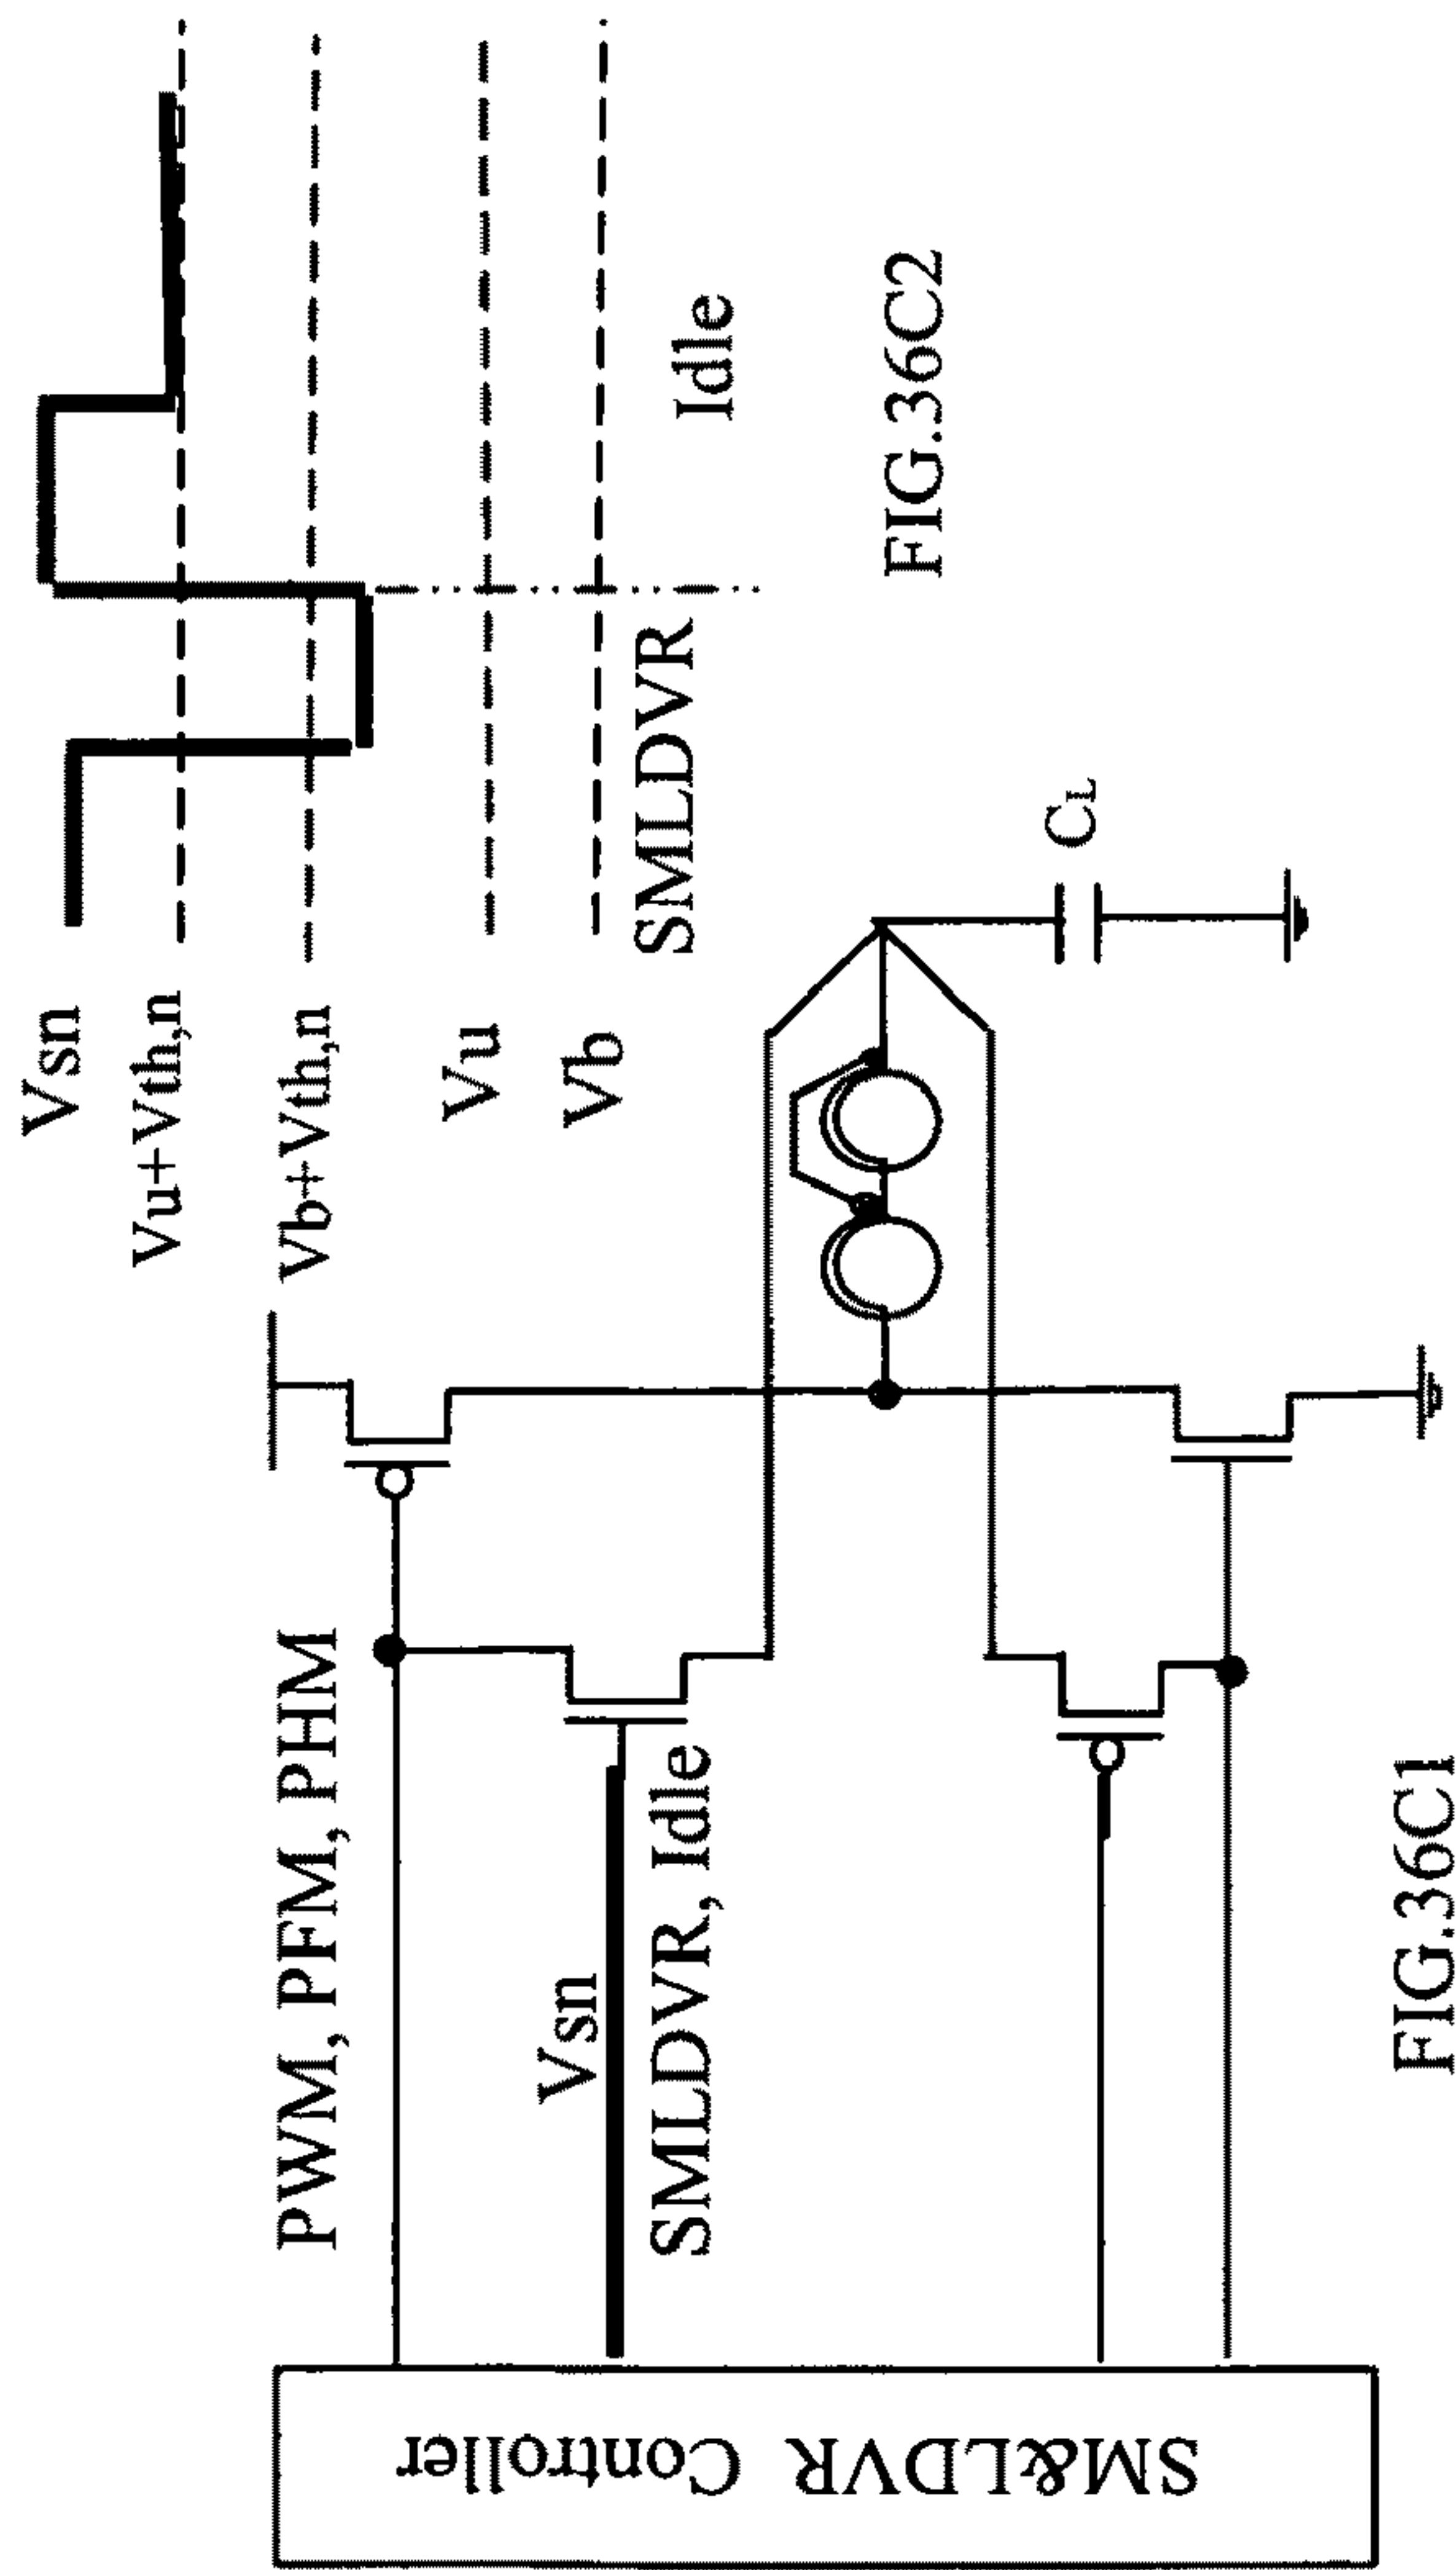 PWM, PFM, PHM
Vsn
SMLDVR, Idle
SM&LDVR Controller
CL
FIG.36C1
Vsn
Vu+Vth,n
Vb+Vth,n
Vu
Vb
SMLDVR
Idle
FIG.36C2